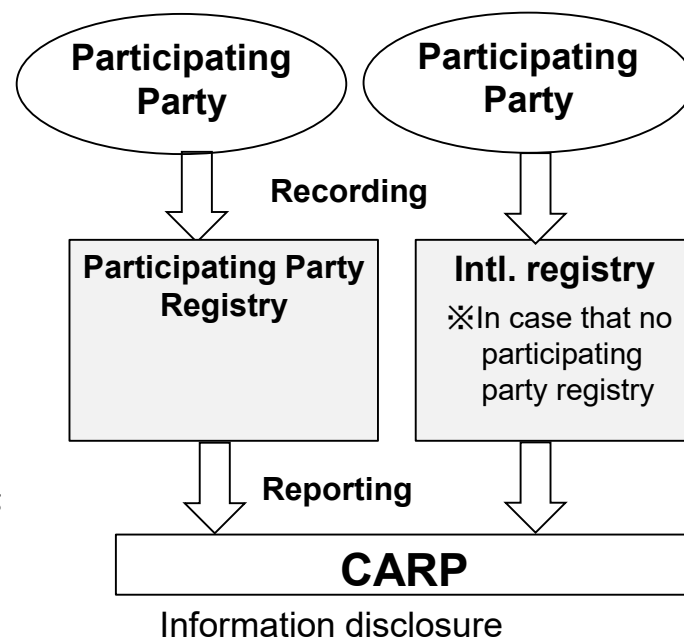 Participating
Party
Participating
Party
Recording
Participating Party
Registry
Intl. registry
※In case that no
participating
party registry
Reporting
CARP
Information disclosure